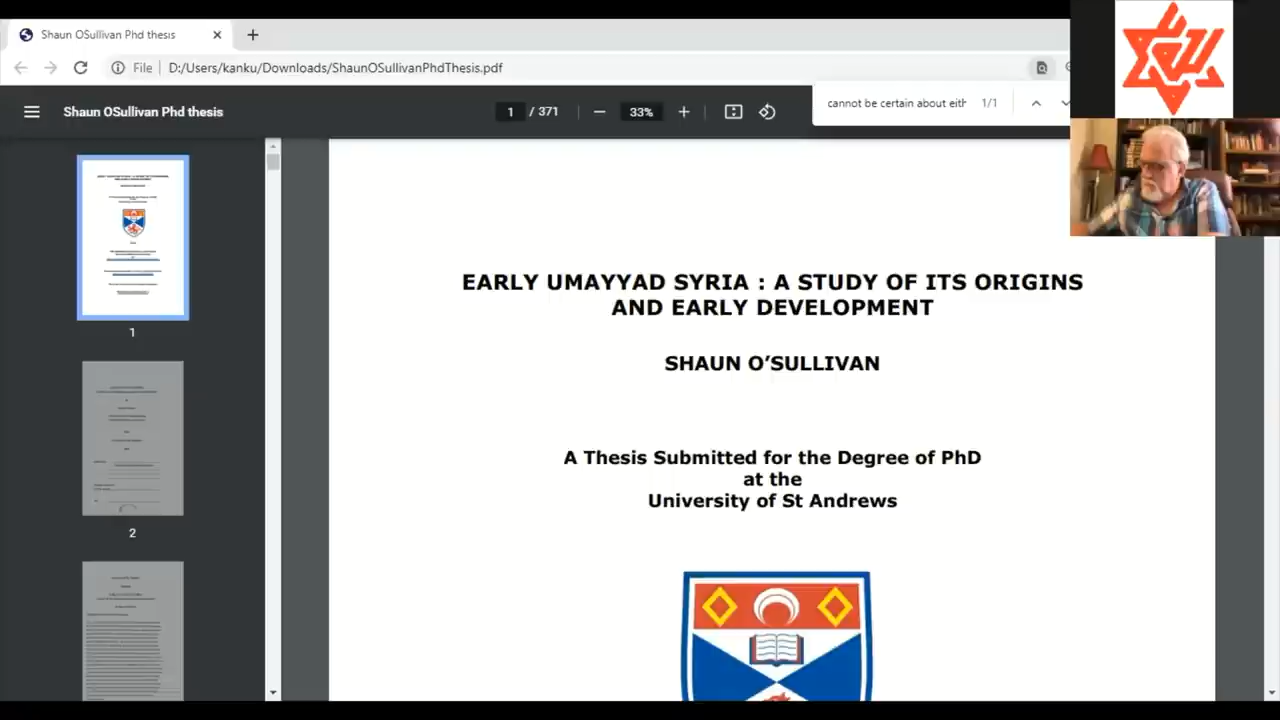 Shaun OSullivan Phd thesis
File
D:/Users/kanku/Downloads/ShaunOSullivanPhdThesis.pdf
cannot be certain about eith
1/1
Shaun OSullivan Phd thesis
1 / 371
33%
EARLY UMAYYAD SYRIA : A STUDY OF ITS ORIGINS
AND EARLY DEVELOPMENT
SHAUN O’SULLIVAN
A Thesis Submitted for the Degree of PhD
at the
University of St Andrews
1
2